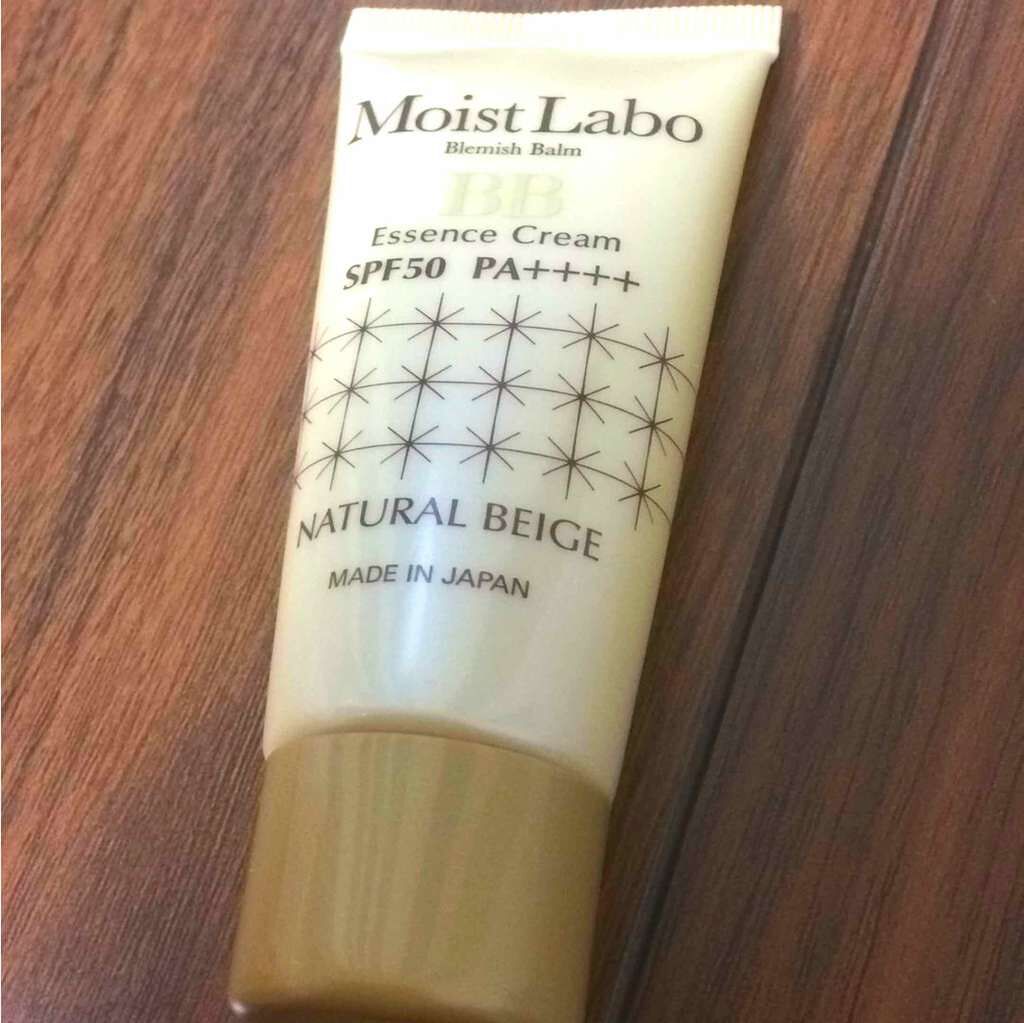 Moist Labo
Blemish Balm
BB
Essence Cream
SPF50 PA++++
NATURAL BEIGE
MADE IN JAPAN